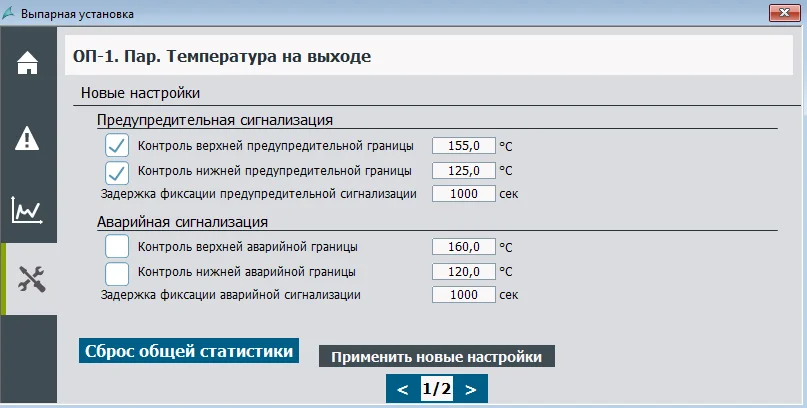 Выпарная установка
ОП-1. Пар. Температура на выходе
Новые настройки
Предупредительная сигнализация
Контроль верхней предупредительной границы 155,0 °C
Контроль нижней предупредительной границы 125,0 °C
Задержка фиксации предупредительной сигнализации 1000 сек
Аварийная сигнализация
Контроль верхней аварийной границы 160,0 °C
Контроль нижней аварийной границы 120,0 °C
Задержка фиксации аварийной сигнализации 1000 сек
Сброс общей статистики
Применить новые настройки
< 1/2 >